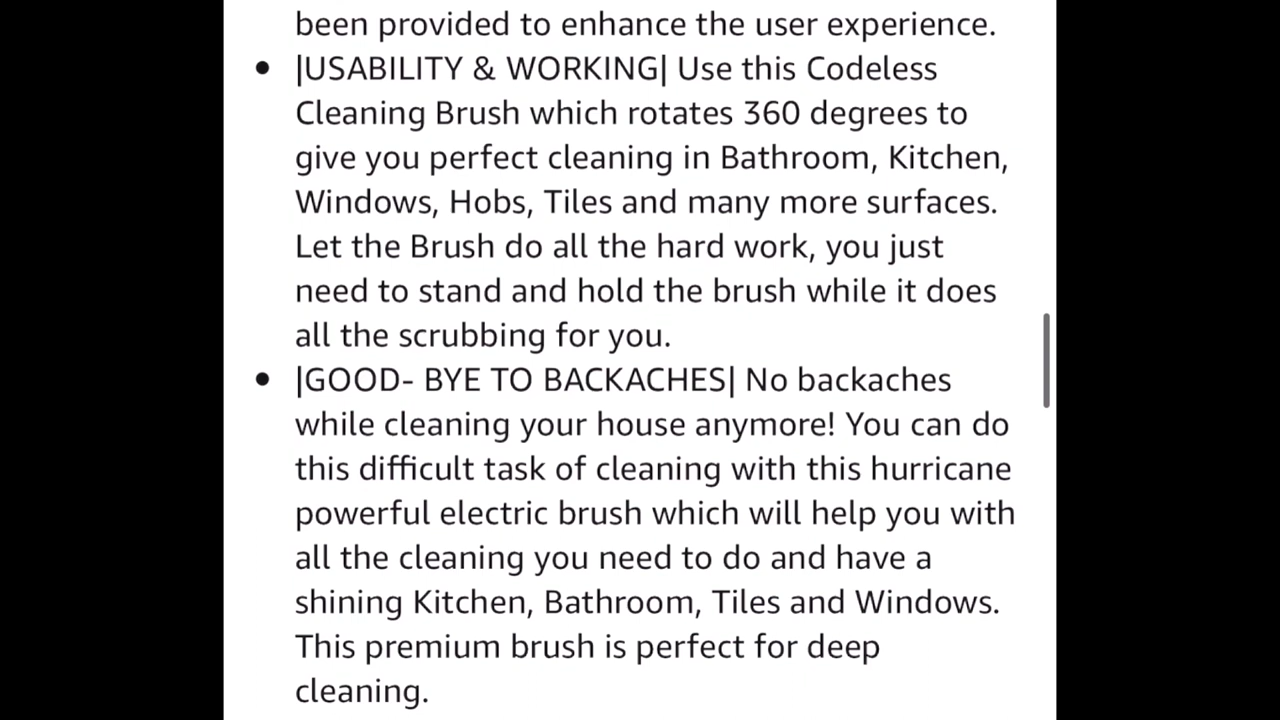 been provided to enhance the user experience.
• |USABILITY & WORKING| Use this Codeless
Cleaning Brush which rotates 360 degrees to
give you perfect cleaning in Bathroom, Kitchen,
Windows, Hobs, Tiles and many more surfaces.
Let the Brush do all the hard work, you just
need to stand and hold the brush while it does
all the scrubbing for you.
• |GOOD- BYE TO BACKACHES| No backaches
while cleaning your house anymore! You can do
this difficult task of cleaning with this hurricane
powerful electric brush which will help you with
all the cleaning you need to do and have a
shining Kitchen, Bathroom, Tiles and Windows.
This premium brush is perfect for deep
cleaning.